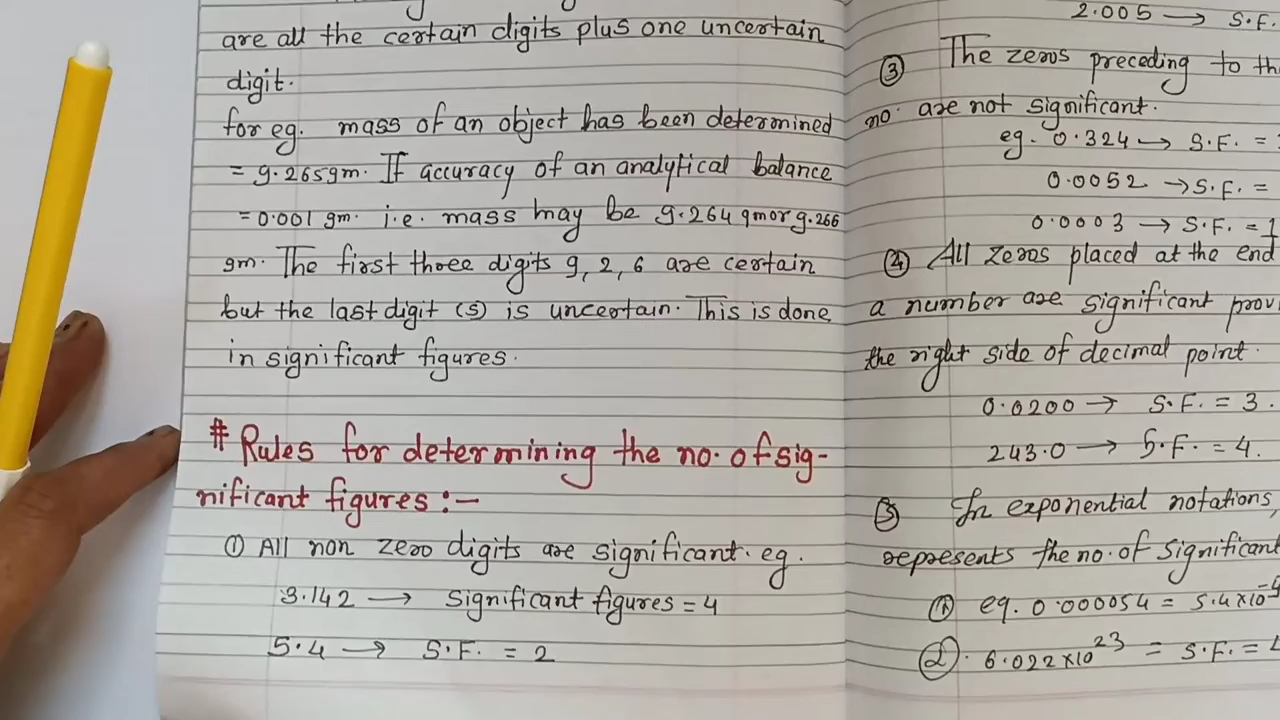 are all the certain digits plus one uncertain
digit.
for eg. mass of an object has been determined
= 9.265gm. If accuracy of an analytical balance
= 0.001 gm. i.e. mass may be 9.264 gm or 9.266
gm. The first three digits 9, 2, 6 are certain
but the last digit (5) is uncertain. This is done
in significant figures.
# Rules for determining the no. of sig-
nificant figures :-
① All non zero digits are significant. eg.
3.142 → significant figures = 4
5.4 → S.F. = 2
2.005 → S.F.
③ The zeros preceding to the
no. are not significant.
eg. 0.324 → S.F. =
0.0052 → S.F. =
0.0003 → S.F. = 1
④ All zeros placed at the end
a number are significant provi
the right side of decimal point.
0.0200 → S.F. = 3.
243.0 → S.F. = 4.
⑤ In exponential notations,
represents the no. of significant
① eg. 0.000054 = 5.4×10
② 6.022×10²³ = S.F. = 4